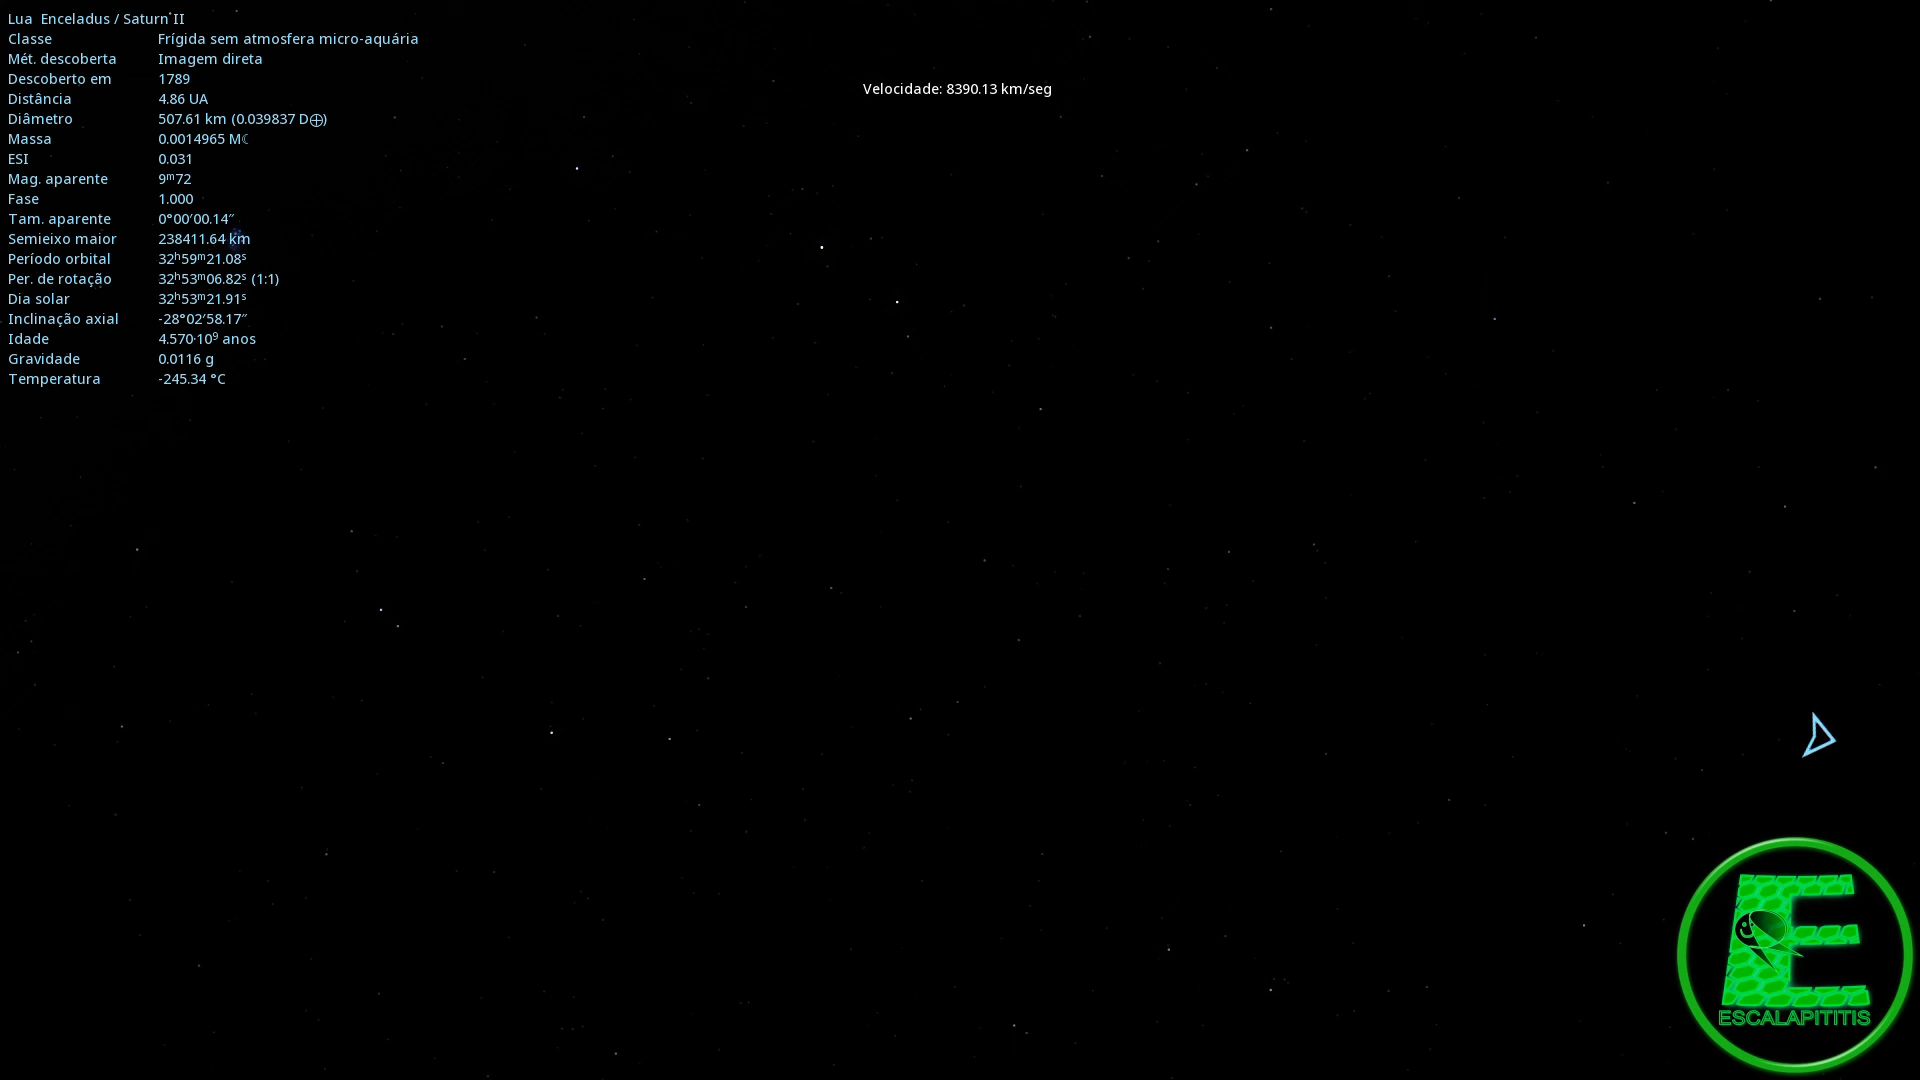 Lua Enceladus / Saturn II
Classe Frígida sem atmosfera micro-aquária
Mét. descoberta Imagem direta
Descoberto em 1789
Distância 4.86 UA
Diâmetro 507.61 km (0.039837 D⊕)
Massa 0.0014965 M☾
ESI 0.031
Mag. aparente 9ᵐ72
Fase 1.000
Tam. aparente 0°00′00.14″
Semieixo maior 238411.64 km
Período orbital 32ʰ59ᵐ21.08ˢ
Per. de rotação 32ʰ53ᵐ06.82ˢ (1:1)
Dia solar 32ʰ53ᵐ21.91ˢ
Inclinação axial -28°02′58.17″
Idade 4.570·10⁹ anos
Gravidade 0.0116 g
Temperatura -245.34 °C
Velocidade: 8390.13 km/seg
E
ESCALAPITITIS